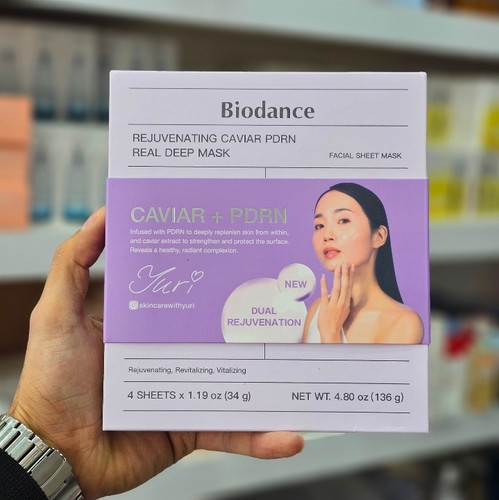 Biodance
REJUVENATING CAVIAR PDRN
REAL DEEP MASK
FACIAL SHEET MASK
CAVIAR + PDRN
Infused with PDRN to deeply replenish skin from within,
and caviar extract to strengthen and protect the surface.
Reveals a healthy, radiant complexion.
Yuri
skincarewithyuri
NEW
DUAL
REJUVENATION
Rejuvenating, Revitalizing, Vitalizing
4 SHEETS x 1.19 oz (34 g)
NET WT. 4.80 oz (136 g)